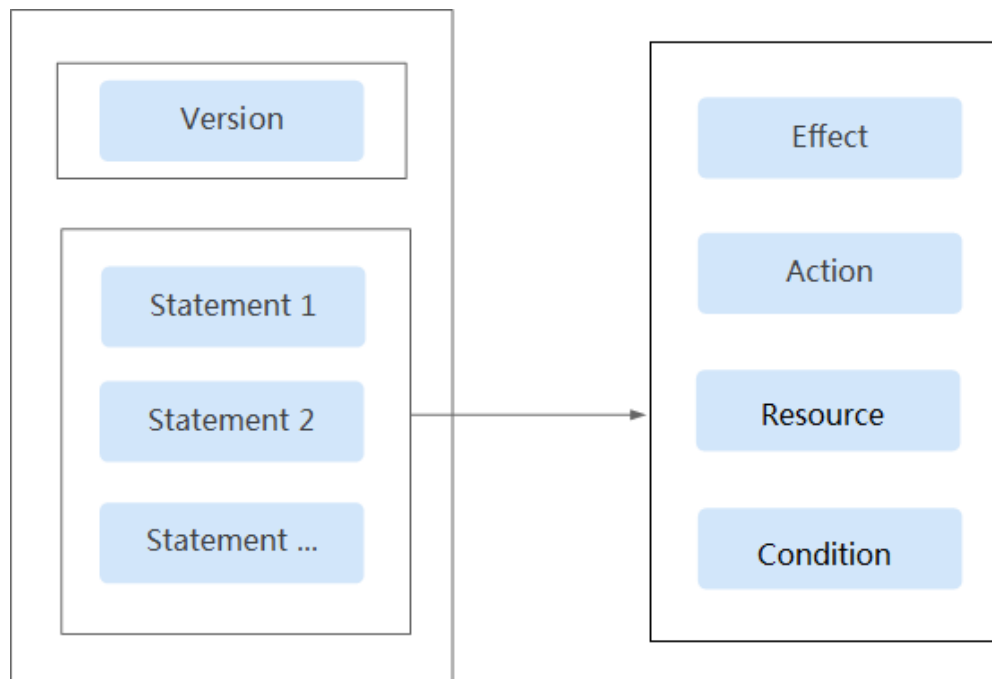 Version
Statement 1
Statement 2
Statement ...
Effect
Action
Resource
Condition